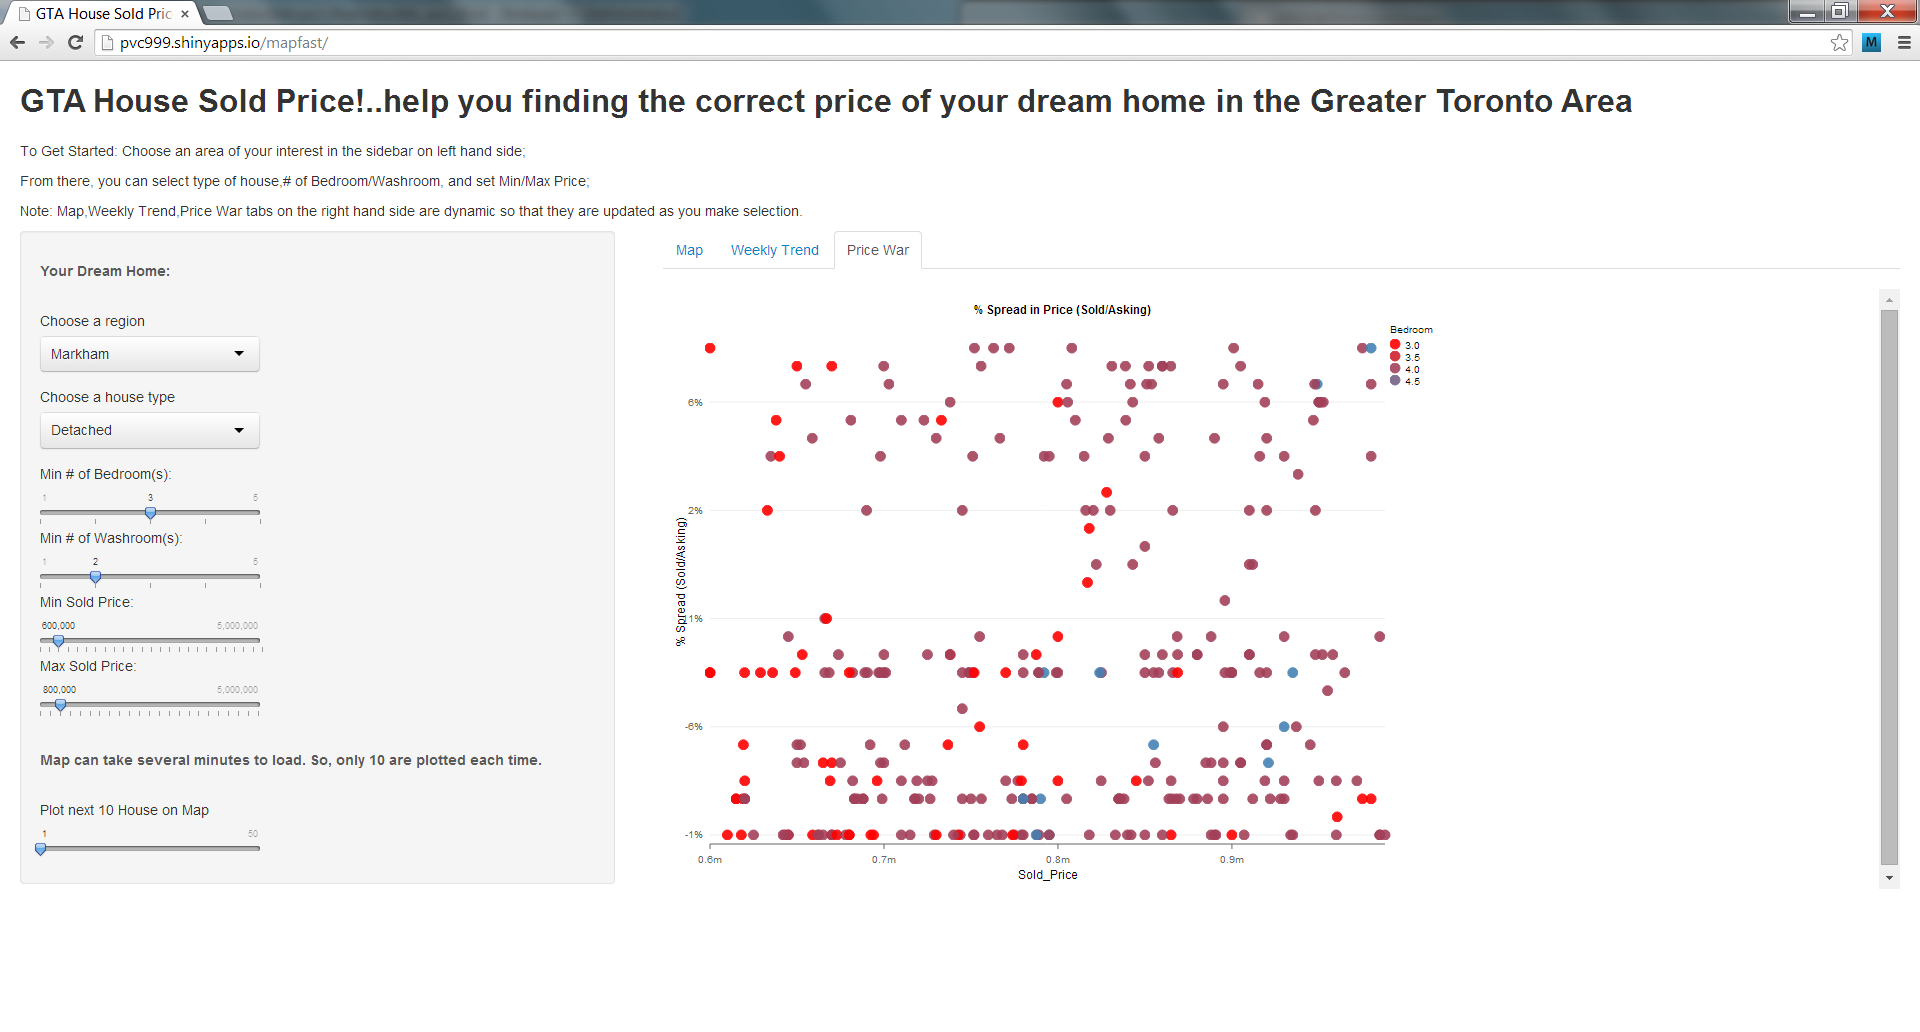 GTA House Sold Pric
pvc999.shinyapps.io/mapfast/
M
GTA House Sold Price!..help you finding the correct price of your dream home in the Greater Toronto Area
To Get Started: Choose an area of your interest in the sidebar on left hand side;
From there, you can select type of house,# of Bedroom/Washroom, and set Min/Max Price;
Note: Map,Weekly Trend,Price War tabs on the right hand side are dynamic so that they are updated as you make selection.
Your Dream Home:
Choose a region
Markham
Choose a house type
Detached
Min # of Bedroom(s):
1 3 5
Min # of Washroom(s):
1 2 5
Min Sold Price:
600,000 5,000,000
Max Sold Price:
800,000 5,000,000
Map can take several minutes to load. So, only 10 are plotted each time.
Plot next 10 House on Map
1 50
Map Weekly Trend Price War
% Spread in Price (Sold/Asking)
Bedroom
3.0
3.5
4.0
4.5
% Spread (Sold/Asking)
6%
2%
1%
-6%
-1%
0.6m 0.7m 0.8m 0.9m
Sold_Price